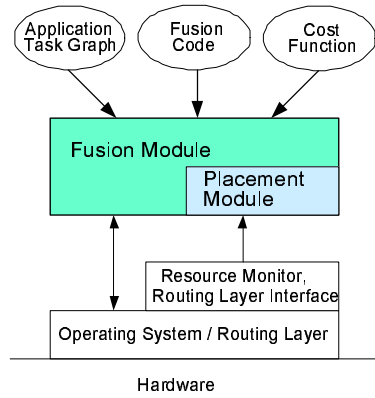 Application
Task Graph
Fusion
Code
Cost
Function
Fusion Module
Placement
Module
Resource Monitor,
Routing Layer Interface
Operating System / Routing Layer
Hardware